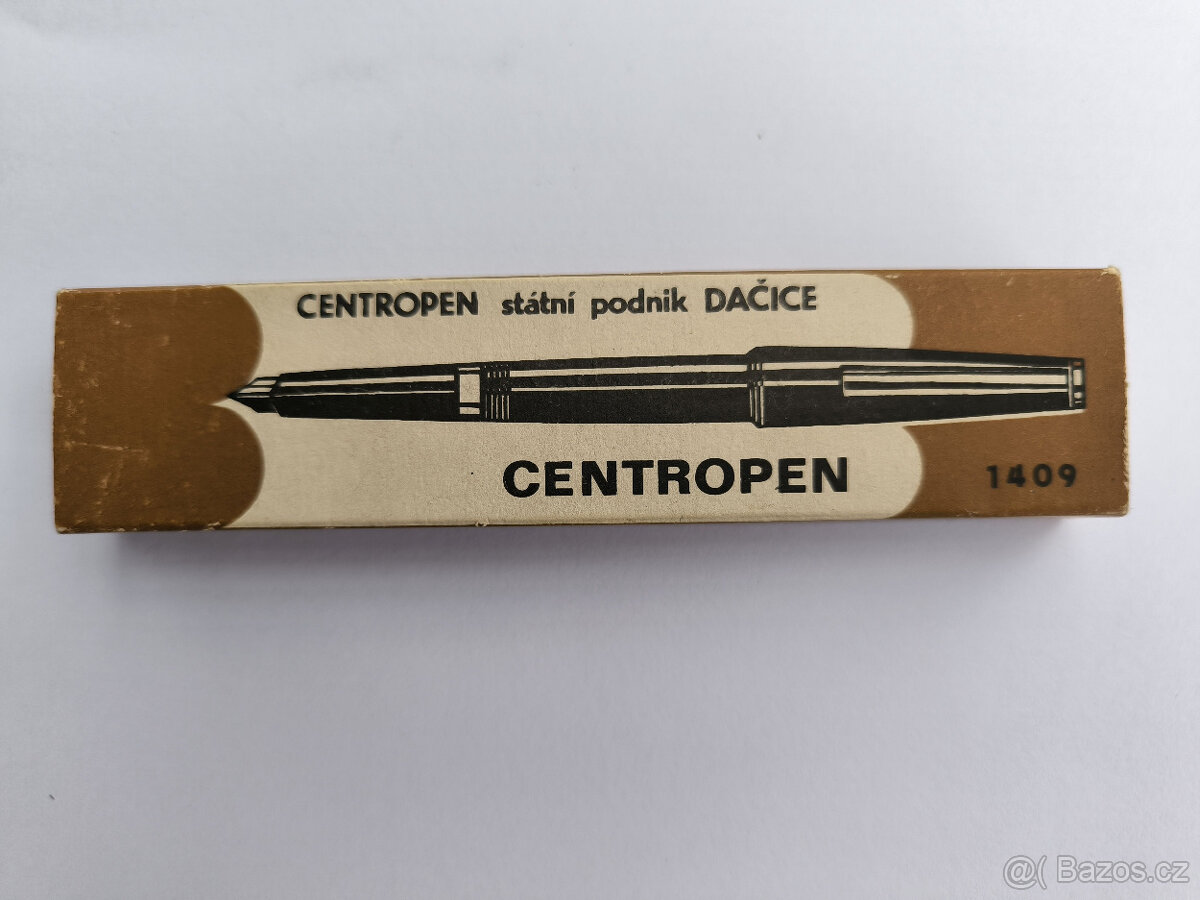 CENTROPEN státní podnik DAČICE
CENTROPEN
1409
@( Bazos.cz